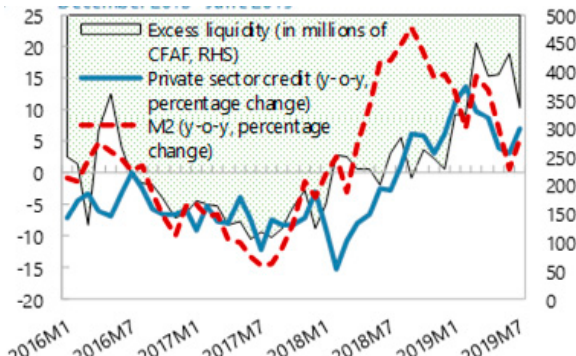 Excess liquidity (in millions of
CFAF, RHS)
Private sector credit (y-o-y,
percentage change)
M2 (y-o-y, percentage
change)
25
20
15
10
5
0
-5
-10
-15
-20
500
450
400
350
300
250
200
150
100
50
0
2016M1
2016M7
2017M1
2017M7
2018M1
2018M7
2019M1
2019M7